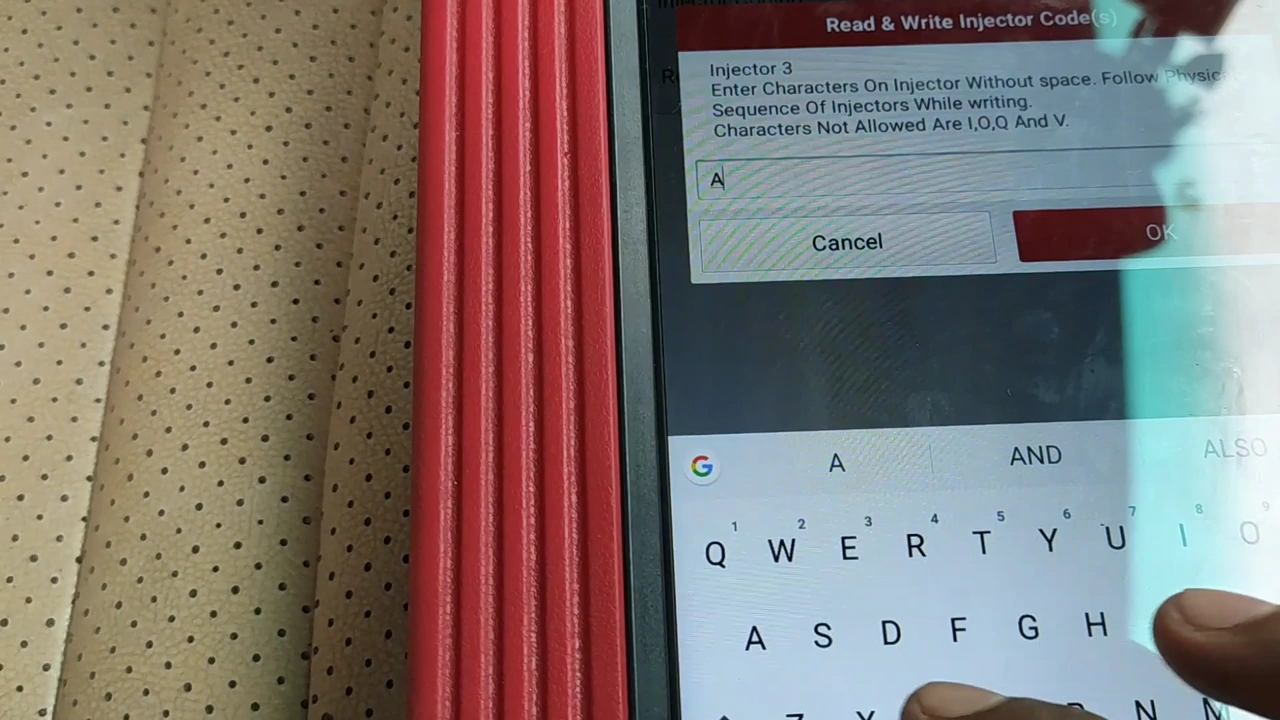 Read & Write Injector Code(s)
Injector 3
Enter Characters On Injector Without space. Follow Physical
Sequence Of Injectors While writing.
Characters Not Allowed Are I,O,Q And V.
A
Cancel
OK
G
A
AND
ALSO
1 2 3 4 5 6 7 8 9
Q W E R T Y U I O
A S D F G H
Z X B N M